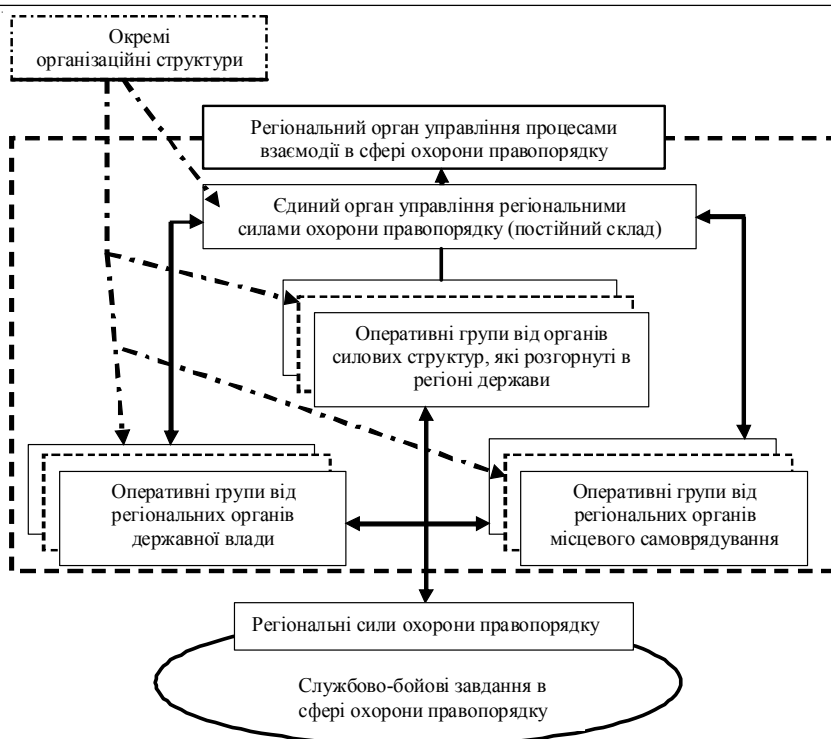 Окремі
організаційні структури
Регіональний орган управління процесами
взаємодії в сфері охорони правопорядку
Єдиний орган управління регіональними
силами охорони правопорядку (постійний склад)
Оперативні групи від органів
силових структур, які розгорнуті в
регіоні держави
Оперативні групи від
регіональних органів
державної влади
Оперативні групи від
регіональних органів
місцевого самоврядування
Регіональні сили охорони правопорядку
Службово-бойові завдання в
сфері охорони правопорядку